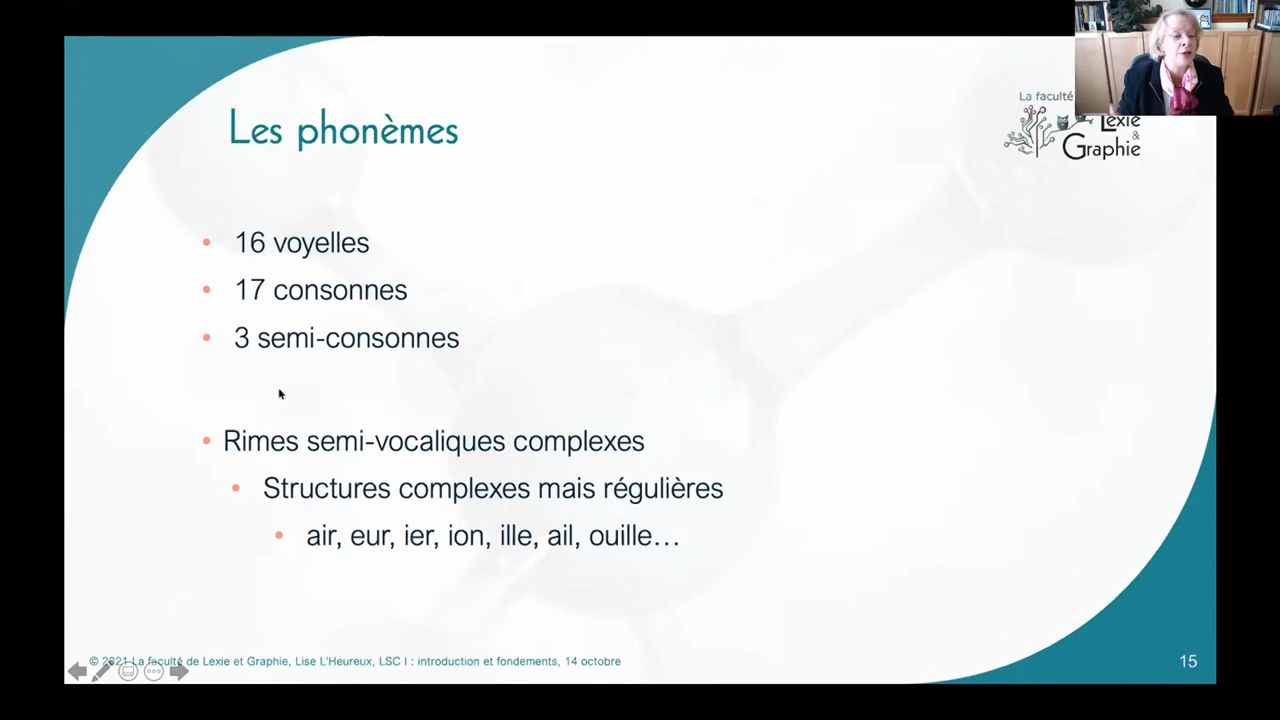 Les phonèmes
La faculté
Lexie
&
Graphie
• 16 voyelles
• 17 consonnes
• 3 semi-consonnes
• Rimes semi-vocaliques complexes
• Structures complexes mais régulières
• air, eur, ier, ion, ille, ail, ouille…
© 2021 La faculté de Lexie et Graphie, Lise L'Heureux, LSC I : introduction et fondements, 14 octobre
15